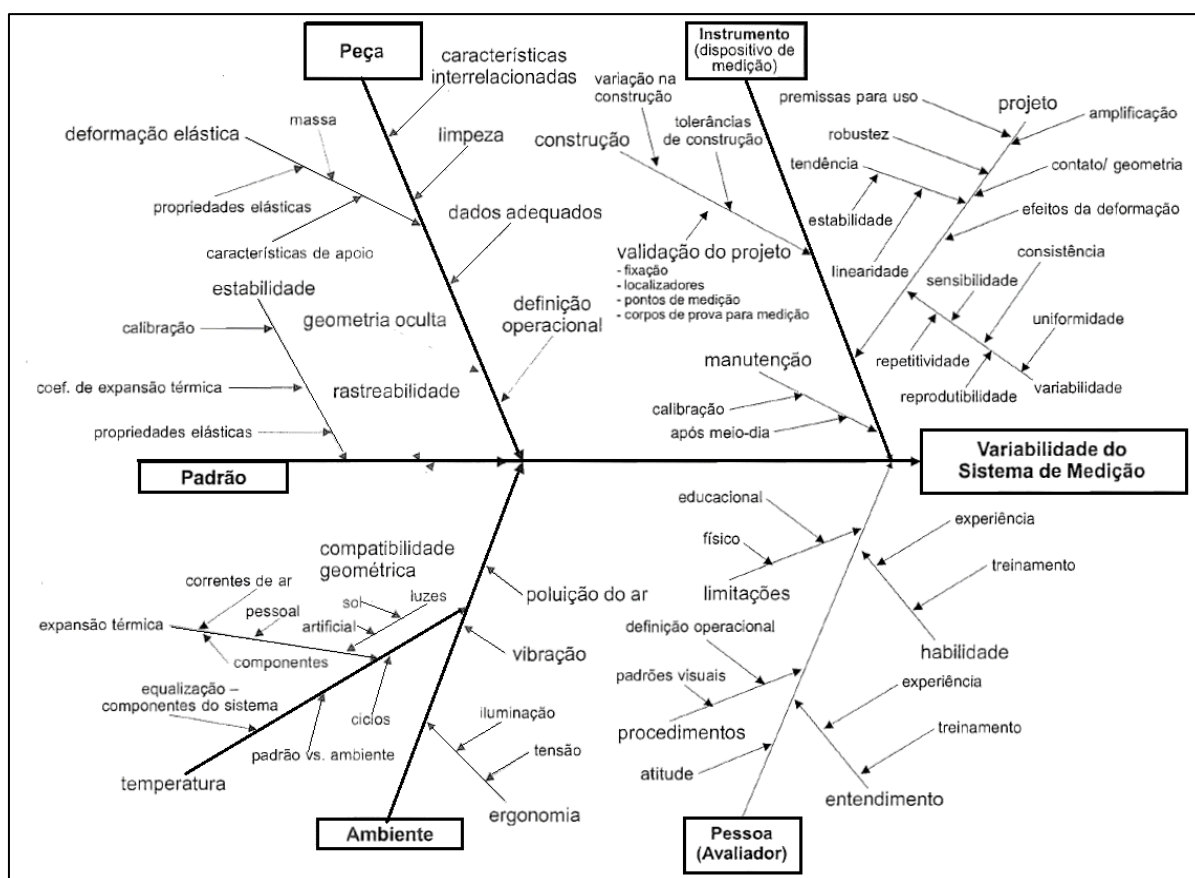 Peça
características
interrelacionadas
limpeza
dados adequados
definição
operacional
deformação elástica
massa
propriedades elásticas
características de apoio
estabilidade
calibração
coef. de expansão térmica
propriedades elásticas
geometria oculta
rastreabilidade
Padrão
Instrumento
(dispositivo de
medição)
variação na
construção
construção
tolerâncias
de construção
validação do projeto
- fixação
- localizadores
- pontos de medição
- corpos de prova para medição
manutenção
calibração
após meio-dia
premissas para uso
projeto
amplificação
robustez
tendência
contato/ geometria
estabilidade
efeitos da deformação
linearidade
consistência
sensibilidade
uniformidade
repetitividade
reprodutibilidade
variabilidade
Variabilidade do
Sistema de Medição
compatibilidade
geométrica
correntes de ar
sol
luzes
pessoal
artificial
expansão térmica
componentes
equalização –
componentes do sistema
ciclos
padrão vs. ambiente
temperatura
poluição do ar
vibração
iluminação
tensão
ergonomia
Ambiente
educacional
físico
limitações
experiência
treinamento
habilidade
definição operacional
padrões visuais
procedimentos
atitude
experiência
treinamento
entendimento
Pessoa
(Avaliador)